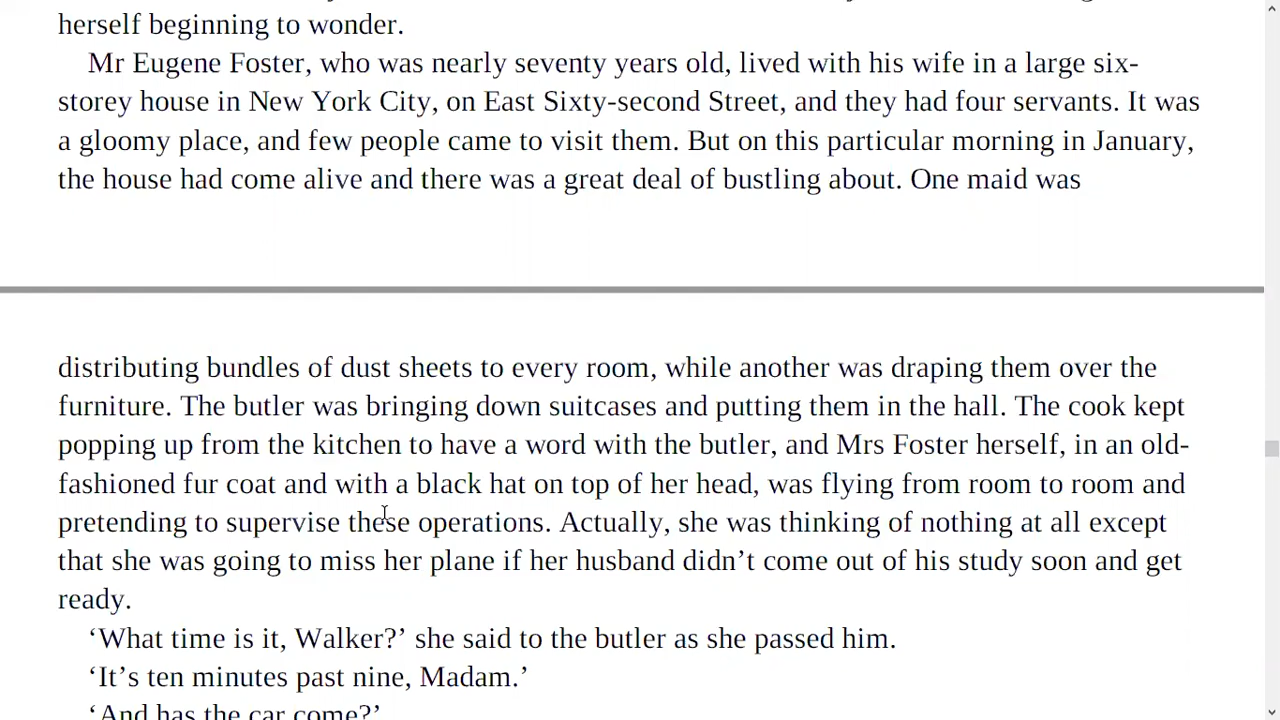 herself beginning to wonder.
Mr Eugene Foster, who was nearly seventy years old, lived with his wife in a large six-
storey house in New York City, on East Sixty-second Street, and they had four servants. It was
a gloomy place, and few people came to visit them. But on this particular morning in January,
the house had come alive and there was a great deal of bustling about. One maid was
distributing bundles of dust sheets to every room, while another was draping them over the
furniture. The butler was bringing down suitcases and putting them in the hall. The cook kept
popping up from the kitchen to have a word with the butler, and Mrs Foster herself, in an old-
fashioned fur coat and with a black hat on top of her head, was flying from room to room and
pretending to supervise these operations. Actually, she was thinking of nothing at all except
that she was going to miss her plane if her husband didn’t come out of his study soon and get
ready.
‘What time is it, Walker?’ she said to the butler as she passed him.
‘It’s ten minutes past nine, Madam.’
‘And has the car come?’